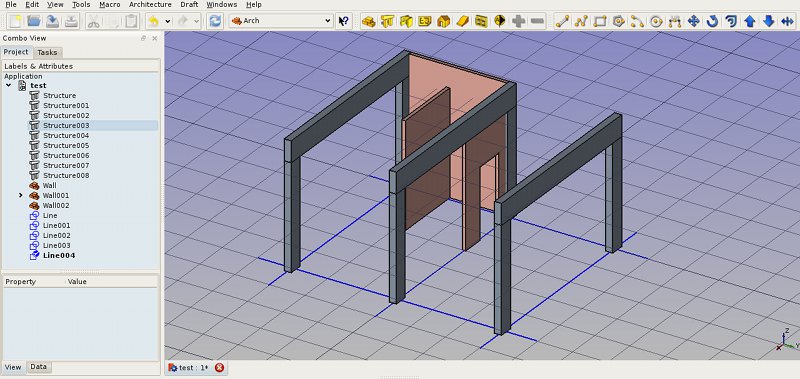 ile Edit View Tools Macro Architecture Draft Windows Help
Arch
Combo View
Project Tasks
Labels & Attributes
Application
test
Structure
Structure001
Structure002
Structure003
Structure004
Structure005
Structure006
Structure007
Structure008
Wall
Wall001
Wall002
Line
Line001
Line002
Line003
Line004
Property Value
View Data
test : 1*
Z
Y